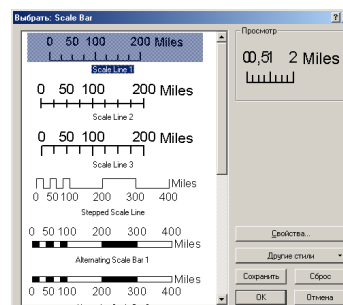 Выбрать: Scale Bar
?
0 50 100 200 Miles
Scale Line 1
0 50 100 200 Miles
Scale Line 2
0 50 100 200 Miles
Scale Line 3
Miles
0 50 100 200 300 400
Stepped Scale Line
0 50 100 200 300 400
Miles
Alternating Scale Bar 1
Miles
0 50 100 200 300 400
Просмотр
00,51 2 Miles
Свойства...
Другие стили
Сохранить
Сброс
OK
Отмена